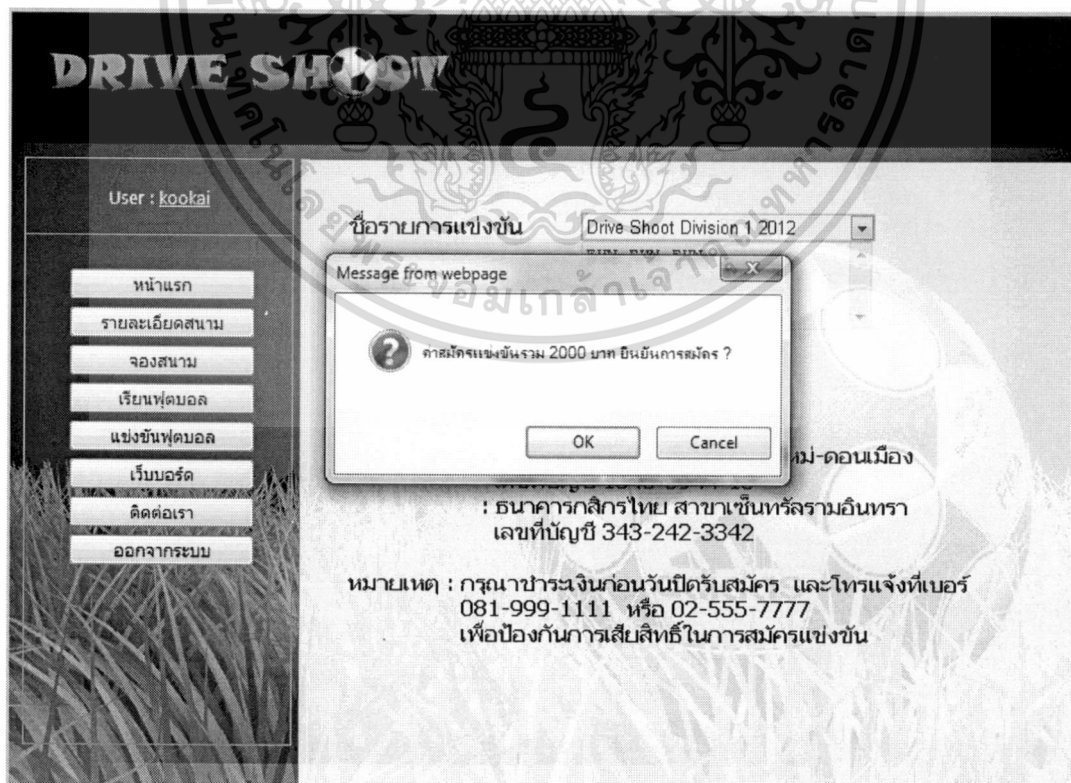 DRIVE SHOOT
User : kookai
หน้าแรก
รายละเอียดสนาม
จองสนาม
เรียนฟุตบอล
แข่งขันฟุตบอล
เว็บบอร์ด
ติดต่อเรา
ออกจากระบบ
ชื่อรายการแข่งขัน
Drive Shoot Division 1 2012
Message from webpage
ค่าสมัครแข่งขันรวม 2000 บาท ยืนยันการสมัคร ?
OK
Cancel
หม่-ดอนเมือง
: ธนาคารกสิกรไทย สาขาเซ็นทรัลรามอินทรา
เลขที่บัญชี 343-242-3342
หมายเหตุ : กรุณาชำระเงินก่อนวันปิดรับสมัคร และโทรแจ้งที่เบอร์
081-999-1111 หรือ 02-555-7777
เพื่อป้องกันการเสียสิทธิ์ในการสมัครแข่งขัน